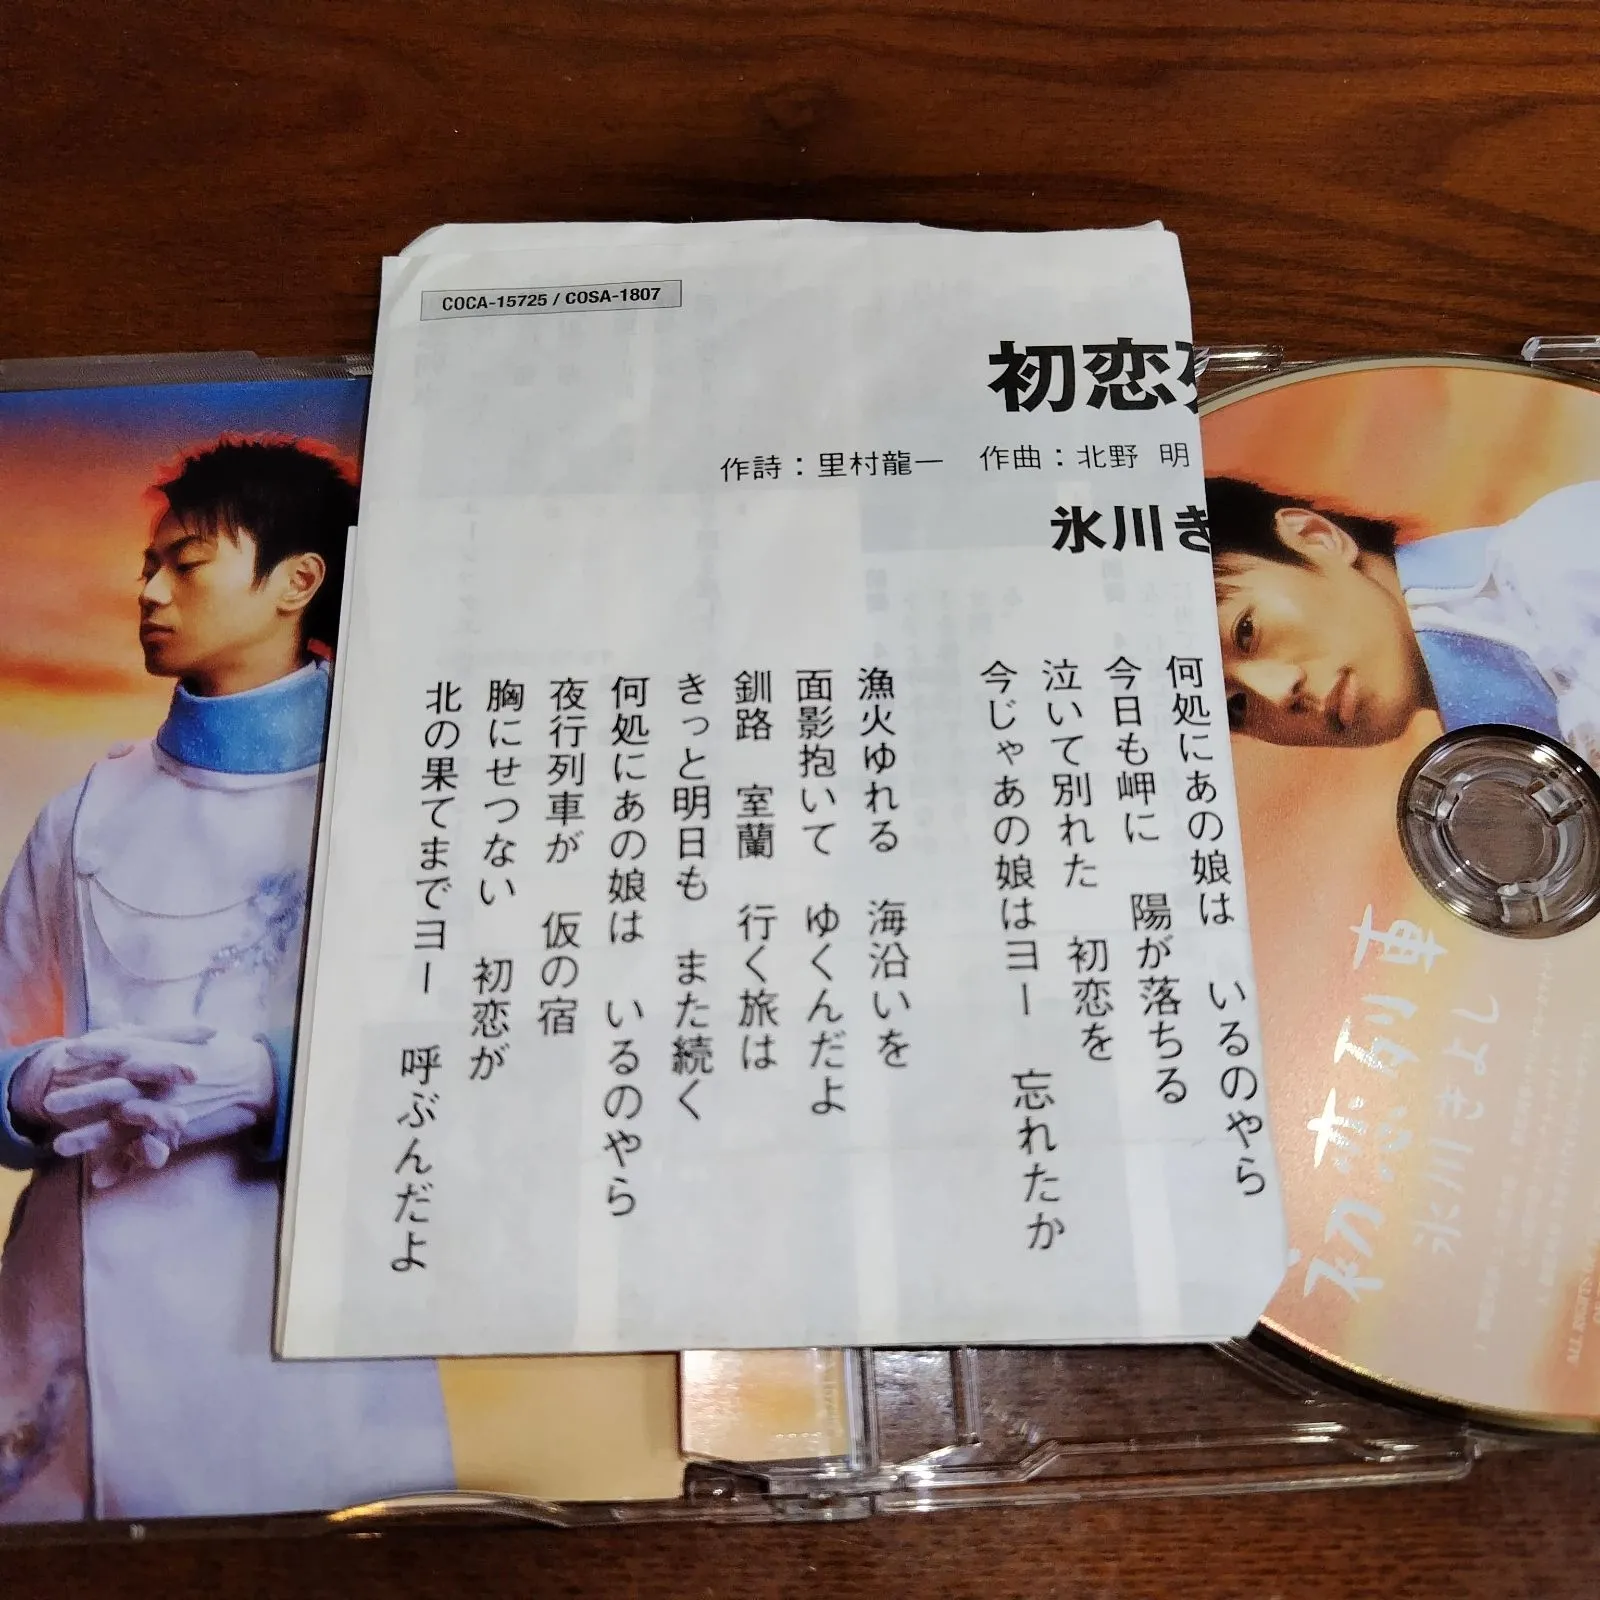 COCA-15725 / COSA-1807
初恋列
作詩：里村龍一　作曲：北野 明
氷川き
何処にあの娘は　いるのやら
今日も岬に　陽が落ちる
泣いて別れた　初恋を
今じゃあの娘はヨー　忘れたか
漁火ゆれる　海沿いを
面影抱いて　ゆくんだよ
釧路　室蘭　行く旅は
きっと明日も　また続く
何処にあの娘は　いるのやら
夜行列車が　仮の宿
胸にせつない　初恋が
北の果てまでヨー　呼ぶんだよ
初恋列車
氷川きよし